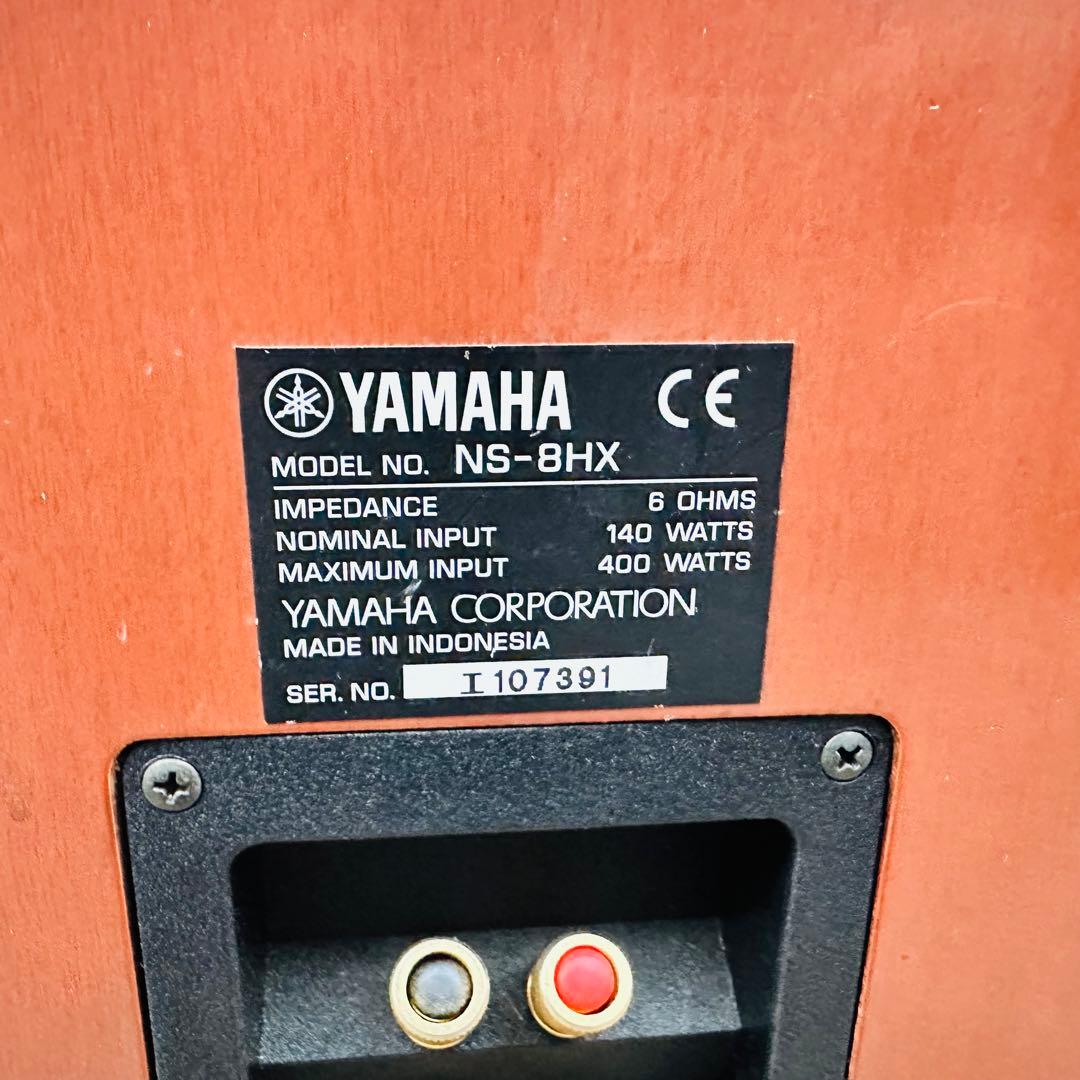 YAMAHA CE
MODEL NO. NS-8HX
IMPEDANCE 6 OHMS
NOMINAL INPUT 140 WATTS
MAXIMUM INPUT 400 WATTS
YAMAHA CORPORATION
MADE IN INDONESIA
SER. NO. I107391